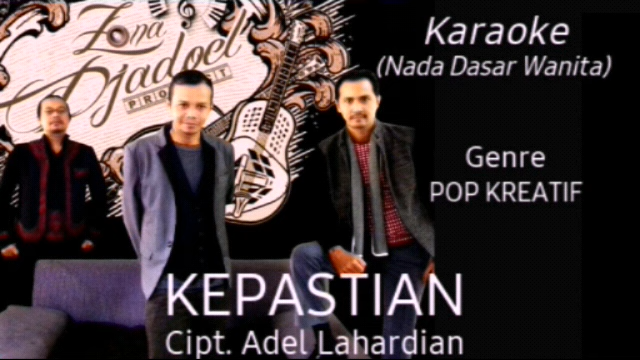 Zona
Djadoel
PROJECT
Karaoke
(Nada Dasar Wanita)
Genre
POP KREATIF
KEPASTIAN
Cipt. Adel Lahardian